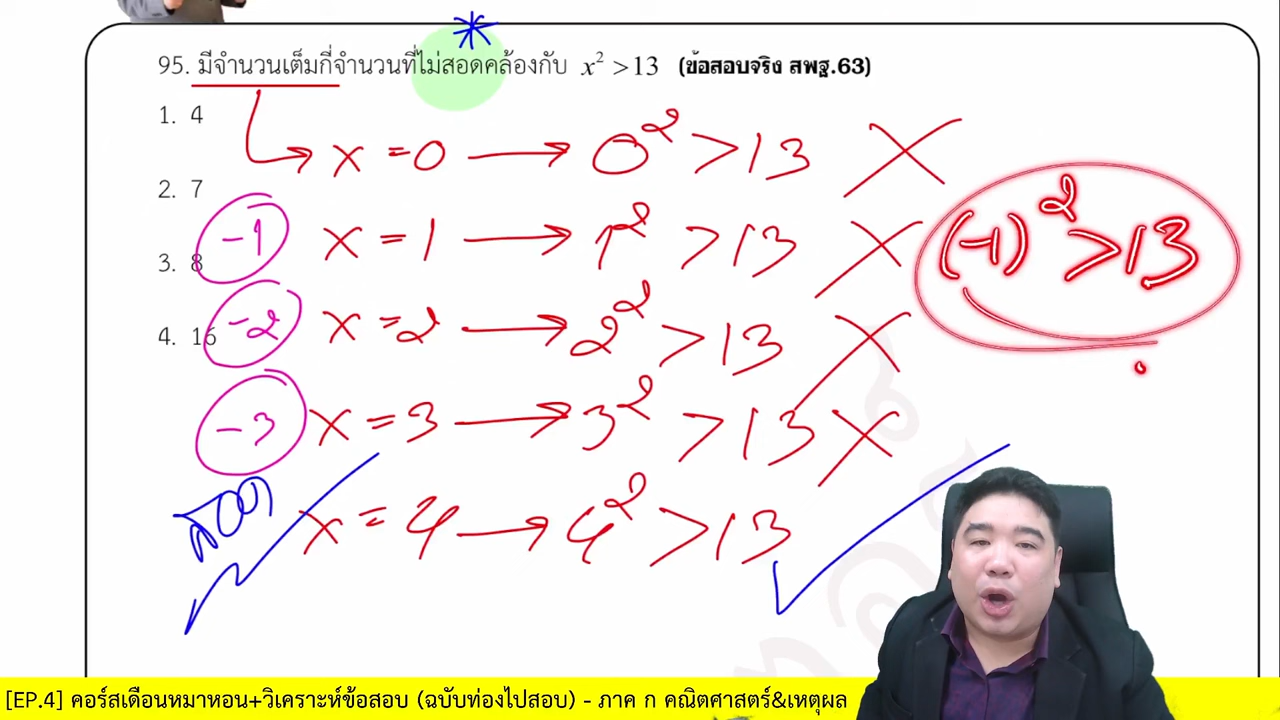 95. มีจำนวนเต็มกี่จำนวนที่ไม่สอดคล้องกับ x² > 13 (ข้อสอบจริง สพฐ.63)
1. 4
x = 0 → 0² > 13 X
2. 7
-1 x = 1 → 1² > 13 X (-1)² > 13
3. 8
-2 x = 2 → 2² > 13 X
4. 16
-3 x = 3 → 3² > 13 X
x = 4 → 4² > 13 ✓
[EP.4] คอร์สเดือนหมาหอน+วิเคราะห์ข้อสอบ (ฉบับท่องไปสอบ) - ภาค ก คณิตศาสตร์&เหตุผล